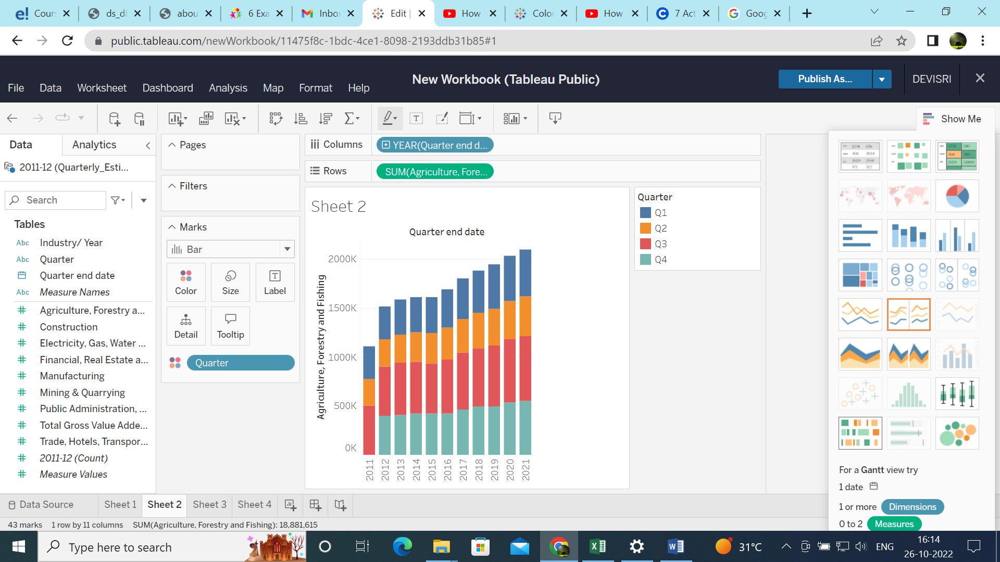 e! Cour
ds_d
abou
6 Exa
Inbo
Edit |
How
Color
How
7 Act
Goog
public.tableau.com/newWorkbook/11475f8c-1bdc-4ce1-8098-2193ddb31b85#1
File Data Worksheet Dashboard Analysis Map Format Help
New Workbook (Tableau Public)
Publish As...
DEVISRI
Show Me
Data
Analytics
2011-12 (Quarterly_Esti...
Search
Tables
Abc Industry/ Year
Abc Quarter
Quarter end date
Abc Measure Names
Agriculture, Forestry a...
Construction
Electricity, Gas, Water ...
Financial, Real Estate a...
Manufacturing
Mining & Quarrying
Public Administration, ...
Total Gross Value Adde...
Trade, Hotels, Transpor...
2011-12 (Count)
Measure Values
Pages
Filters
Marks
Bar
Color
Size
Label
Detail
Tooltip
Quarter
Columns
YEAR(Quarter end d...
Rows
SUM(Agriculture, Fore...
Sheet 2
Quarter end date
Agriculture, Forestry and Fishing
2000K
1500K
1000K
500K
0K
2011 2012 2013 2014 2015 2016 2017 2018 2019 2020 2021
Quarter
Q1
Q2
Q3
Q4
For a Gantt view try
1 date
1 or more Dimensions
0 to 2 Measures
Data Source
Sheet 1
Sheet 2
Sheet 3
Sheet 4
43 marks 1 row by 11 columns SUM(Agriculture, Forestry and Fishing): 18,881,615
Type here to search
31°C
ENG
16:14
26-10-2022